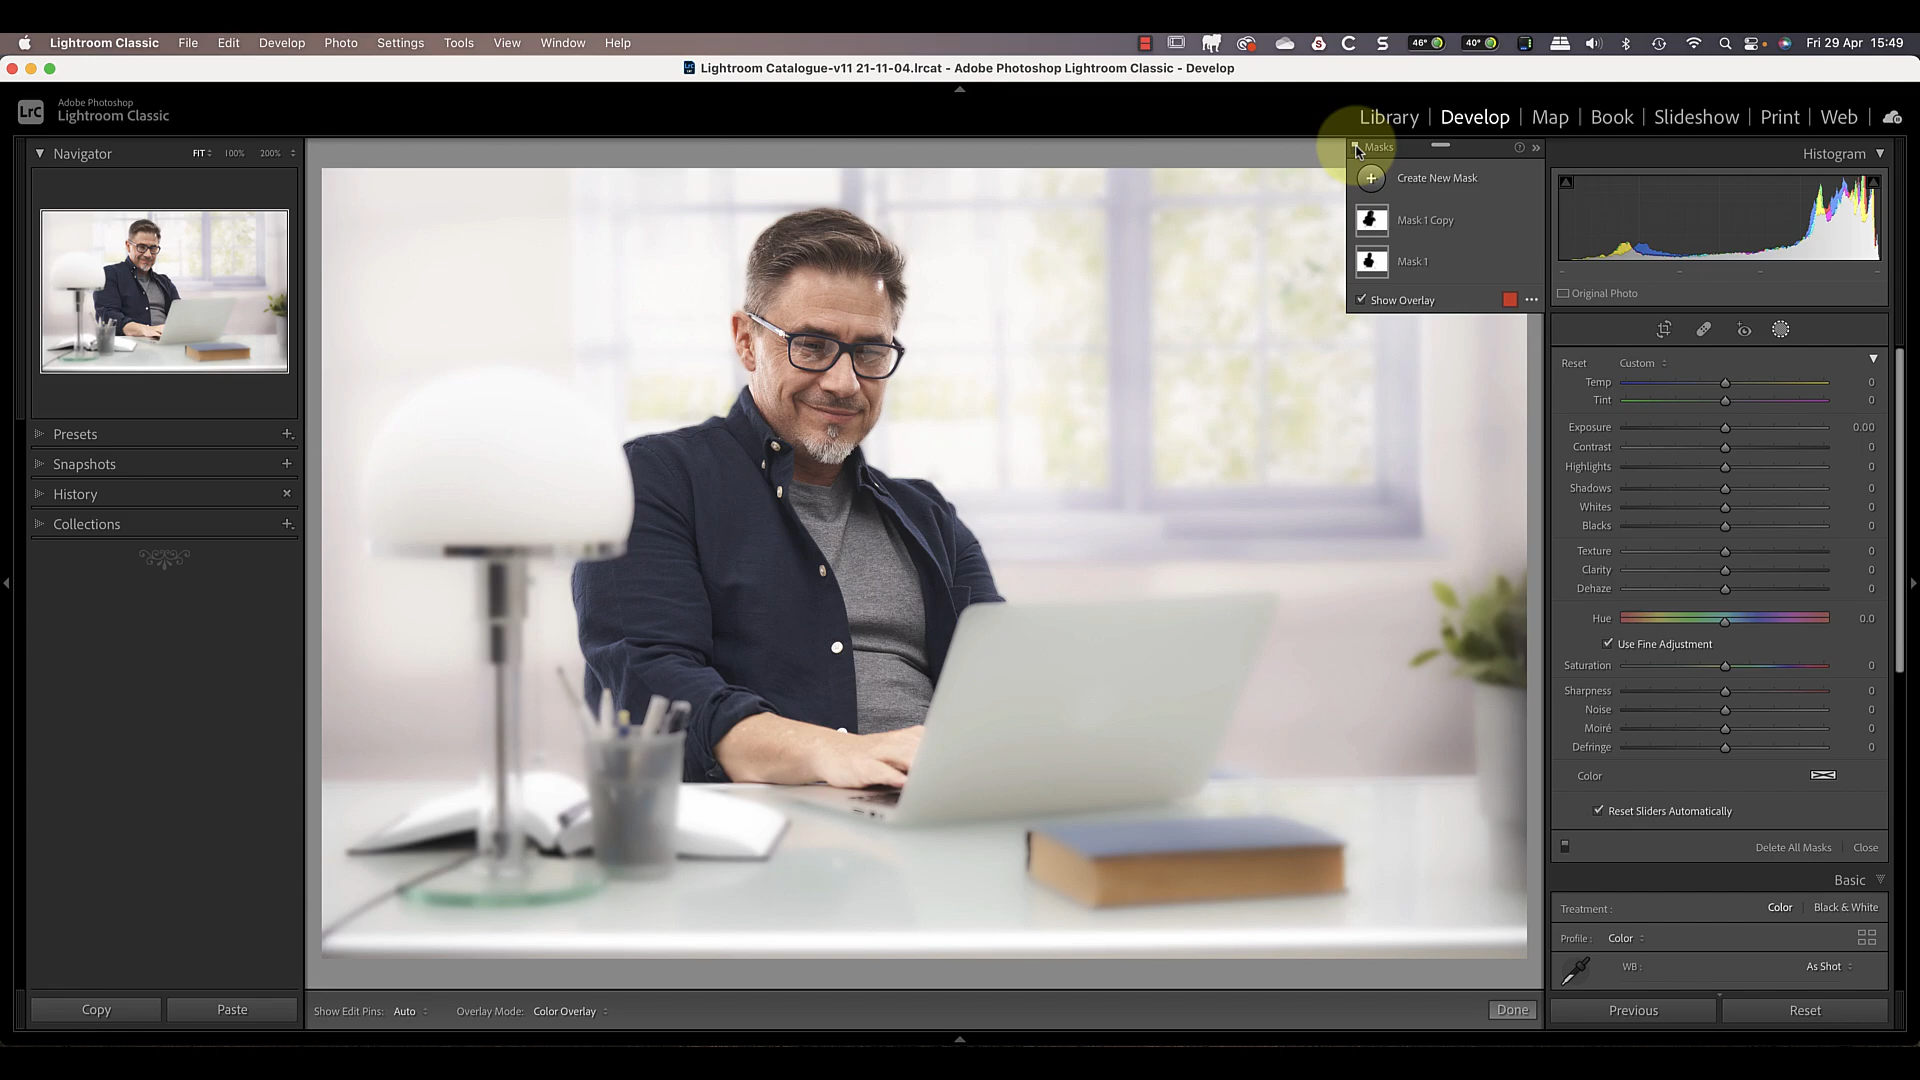 Lightroom Classic File Edit Develop Photo Settings Tools View Window Help 46° 40° Fri 29 Apr 15:49
Lightroom Catalogue-v11 21-11-04.lrcat - Adobe Photoshop Lightroom Classic - Develop
LrC Adobe Photoshop
Lightroom Classic
Library | Develop | Map | Book | Slideshow | Print | Web
Navigator FIT 100% 200%
Presets
Snapshots
History
Collections
Copy Paste
Masks
Create New Mask
Mask 1 Copy
Mask 1
Show Overlay
Show Edit Pins: Auto Overlay Mode: Color Overlay Done
Histogram
Original Photo
Reset Custom
Temp 0
Tint 0
Exposure 0.00
Contrast 0
Highlights 0
Shadows 0
Whites 0
Blacks 0
Texture 0
Clarity 0
Dehaze 0
Hue 0.0
Use Fine Adjustment
Saturation 0
Sharpness 0
Noise 0
Moiré 0
Defringe 0
Color
Reset Sliders Automatically
Delete All Masks Close
Basic
Treatment : Color Black & White
Profile : Color
WB : As Shot
Previous Reset